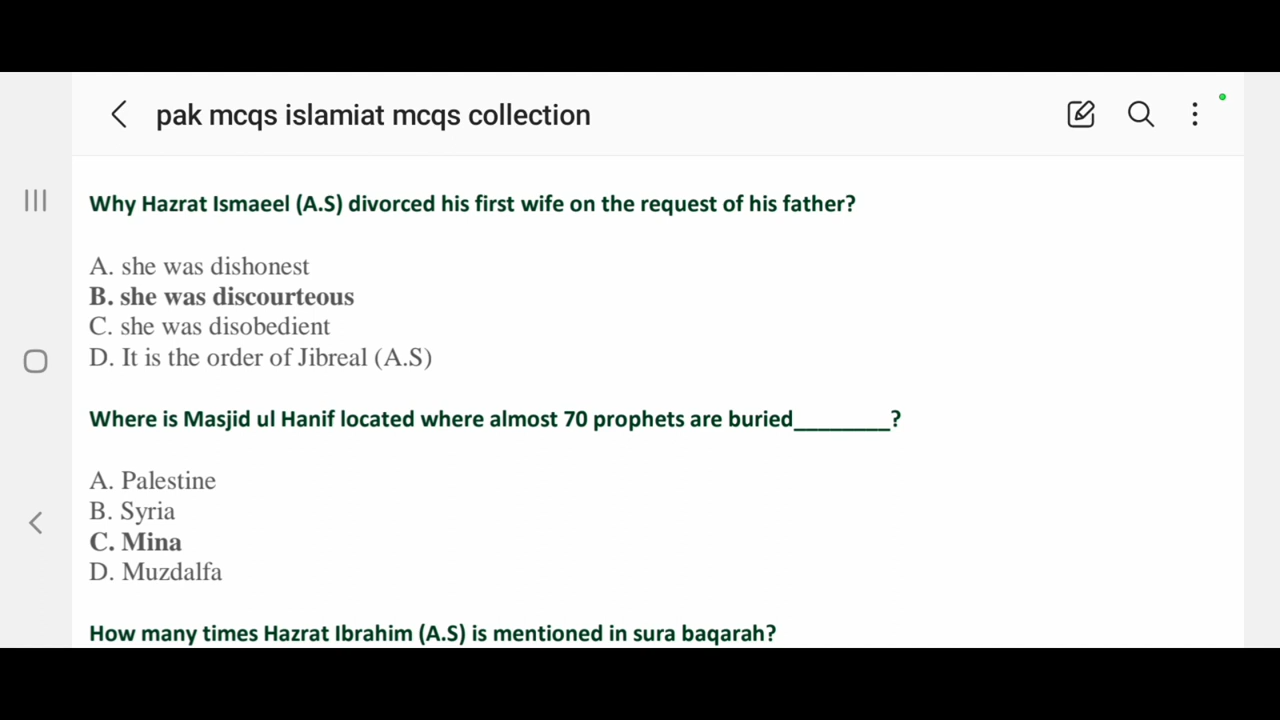 pak mcqs islamiat mcqs collection
Why Hazrat Ismaeel (A.S) divorced his first wife on the request of his father?
A. she was dishonest
B. she was discourteous
C. she was disobedient
D. It is the order of Jibreal (A.S)
Where is Masjid ul Hanif located where almost 70 prophets are buried________?
A. Palestine
B. Syria
C. Mina
D. Muzdalfa
How many times Hazrat Ibrahim (A.S) is mentioned in sura baqarah?